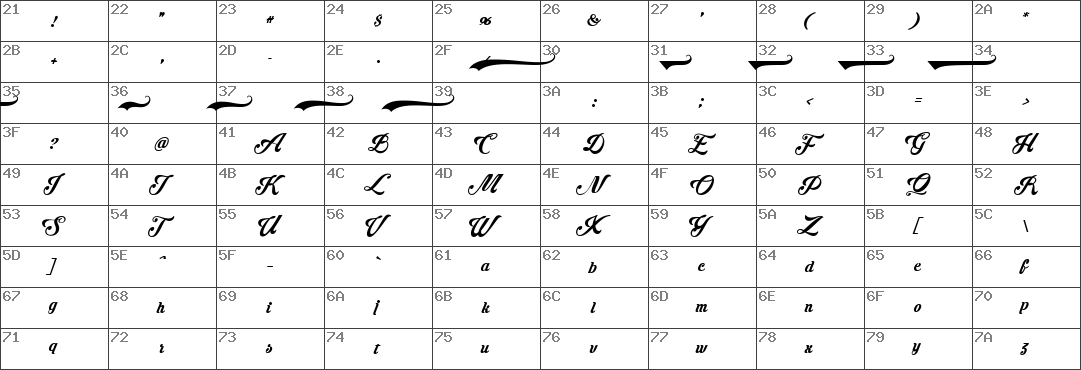 21 ! 22 " 23 # 24 $ 25 % 26 & 27 ' 28 ( 29 ) 2A *
2B + 2C , 2D - 2E . 2F 30 31 32 33 34
35 36 37 38 39 3A : 3B ; 3C < 3D = 3E >
3F ? 40 @ 41 A 42 B 43 C 44 D 45 E 46 F 47 G 48 H
49 I 4A J 4B K 4C L 4D M 4E N 4F O 50 P 51 Q 52 R
53 S 54 T 55 U 56 V 57 W 58 X 59 Y 5A Z 5B [ 5C \
5D ] 5E ^ 5F _ 60 ` 61 a 62 b 63 c 64 d 65 e 66 f
67 g 68 h 69 i 6A j 6B k 6C l 6D m 6E n 6F o 70 p
71 q 72 r 73 s 74 t 75 u 76 v 77 w 78 x 79 y 7A z